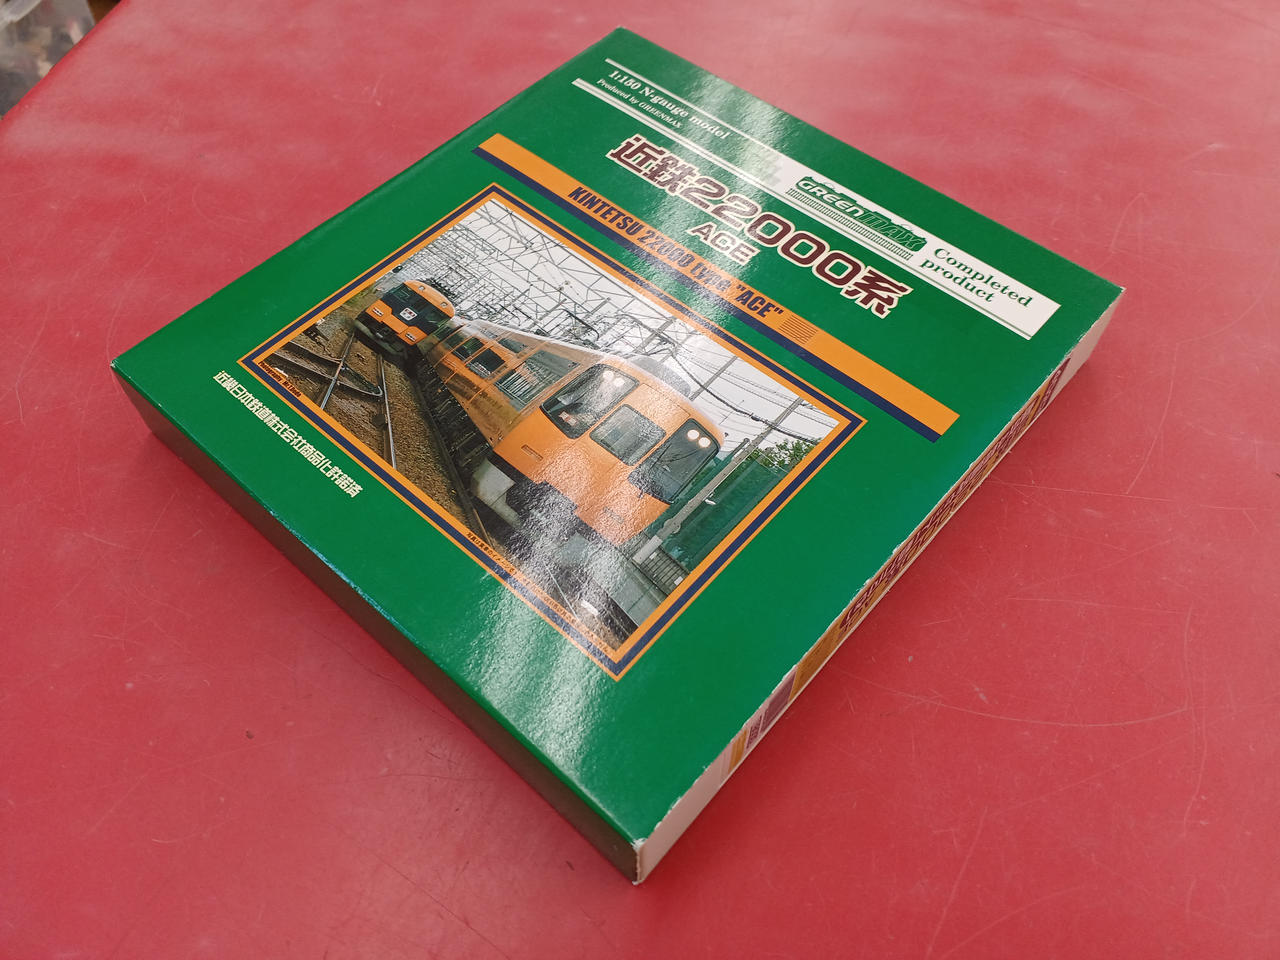 1:150 N-gauge model
Produced by GREENMAX
GREENMAX
Completed
product
近鉄22000系
ACE
KINTETSU 22000 type "ACE"
近畿日本鉄道株式会社商品化許諾済